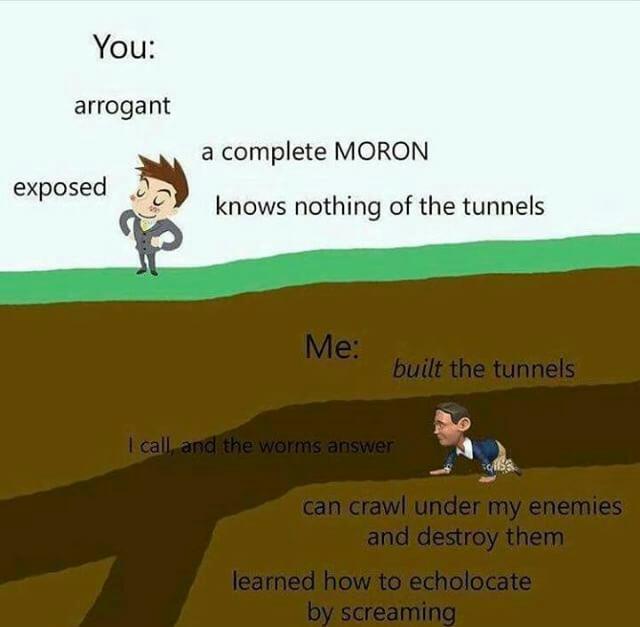 You:
arrogant
a complete MORON
exposed
knows nothing of the tunnels
Me:
built the tunnels
I call, and the worms answer
can crawl under my enemies
and destroy them
learned how to echolocate
by screaming